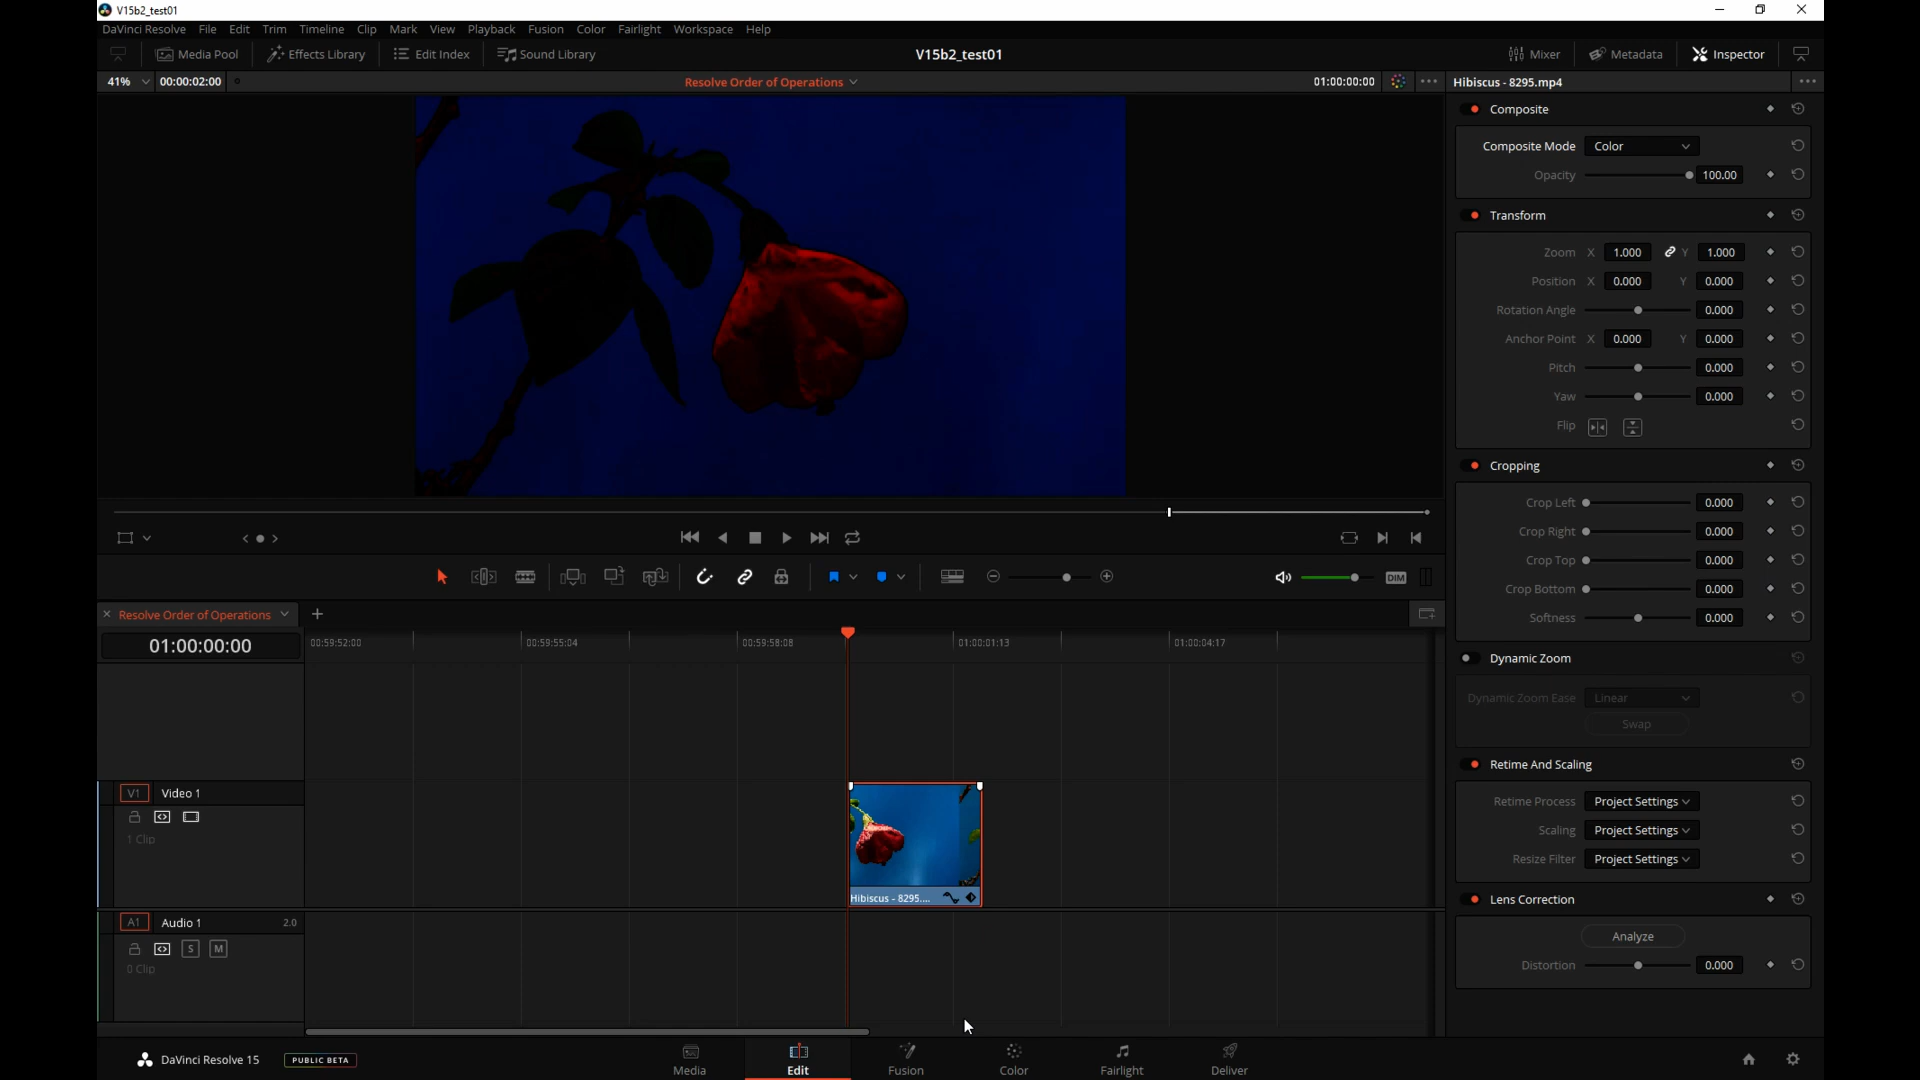 V15b2_test01
DaVinci Resolve File Edit Trim Timeline Clip Mark View Playback Fusion Color Fairlight Workspace Help
Media Pool Effects Library Edit Index Sound Library V15b2_test01 Mixer Metadata Inspector
41% 00:00:02:00 Resolve Order of Operations 01:00:00:00 Hibiscus - 8295.mp4
Composite
Composite Mode Color
Opacity 100.00
Transform
Zoom X 1.000 Y 1.000
Position X 0.000 Y 0.000
Rotation Angle 0.000
Anchor Point X 0.000 Y 0.000
Pitch 0.000
Yaw 0.000
Flip
Cropping
Crop Left 0.000
Crop Right 0.000
Crop Top 0.000
Crop Bottom 0.000
Softness 0.000
DIM
Resolve Order of Operations
01:00:00:00 00:59:52:00 00:59:55:04 00:59:58:08 01:00:01:13 01:00:04:17
Dynamic Zoom
Dynamic Zoom Ease Linear
Swap
Retime And Scaling
Retime Process Project Settings
Scaling Project Settings
Resize Filter Project Settings
Lens Correction
Analyze
Distortion 0.000
V1 Video 1
1 Clip
Hibiscus - 8295....
A1 Audio 1 2.0
S M
0 Clip
DaVinci Resolve 15 PUBLIC BETA Media Edit Fusion Color Fairlight Deliver